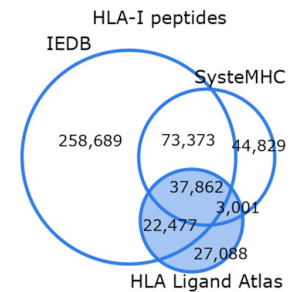 HLA-I peptides
IEDB
SysteMHC
258,689
73,373
44,829
37,862
3,001
22,477
27,088
HLA Ligand Atlas